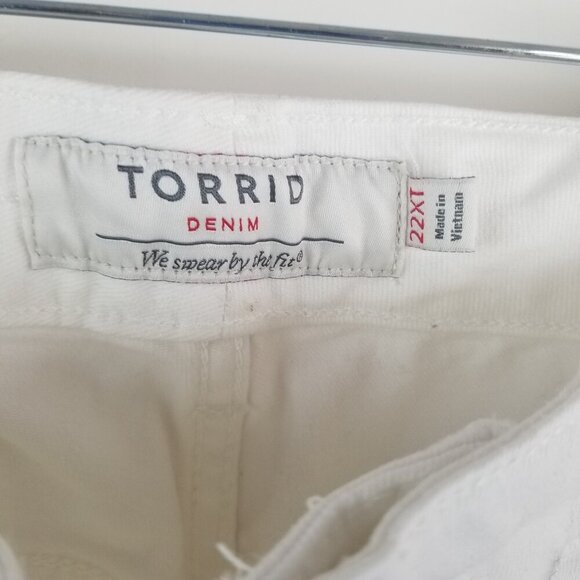 TORRID
DENIM
We swear by the fit®
22XT
Made in
Vietnam